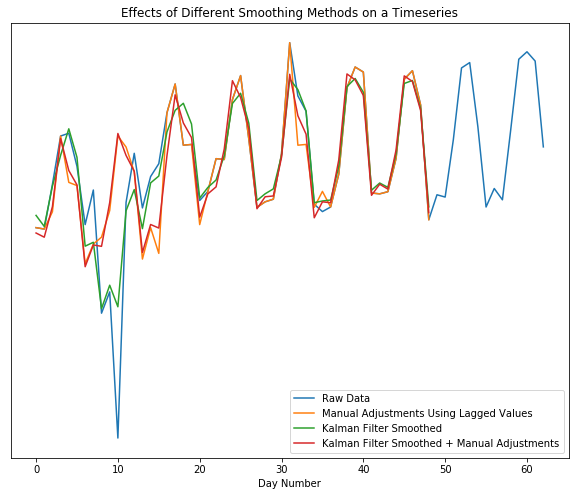 Effects of Different Smoothing Methods on a Timeseries
Raw Data
Manual Adjustments Using Lagged Values
Kalman Filter Smoothed
Kalman Filter Smoothed + Manual Adjustments
0 10 20 30 40 50 60
Day Number